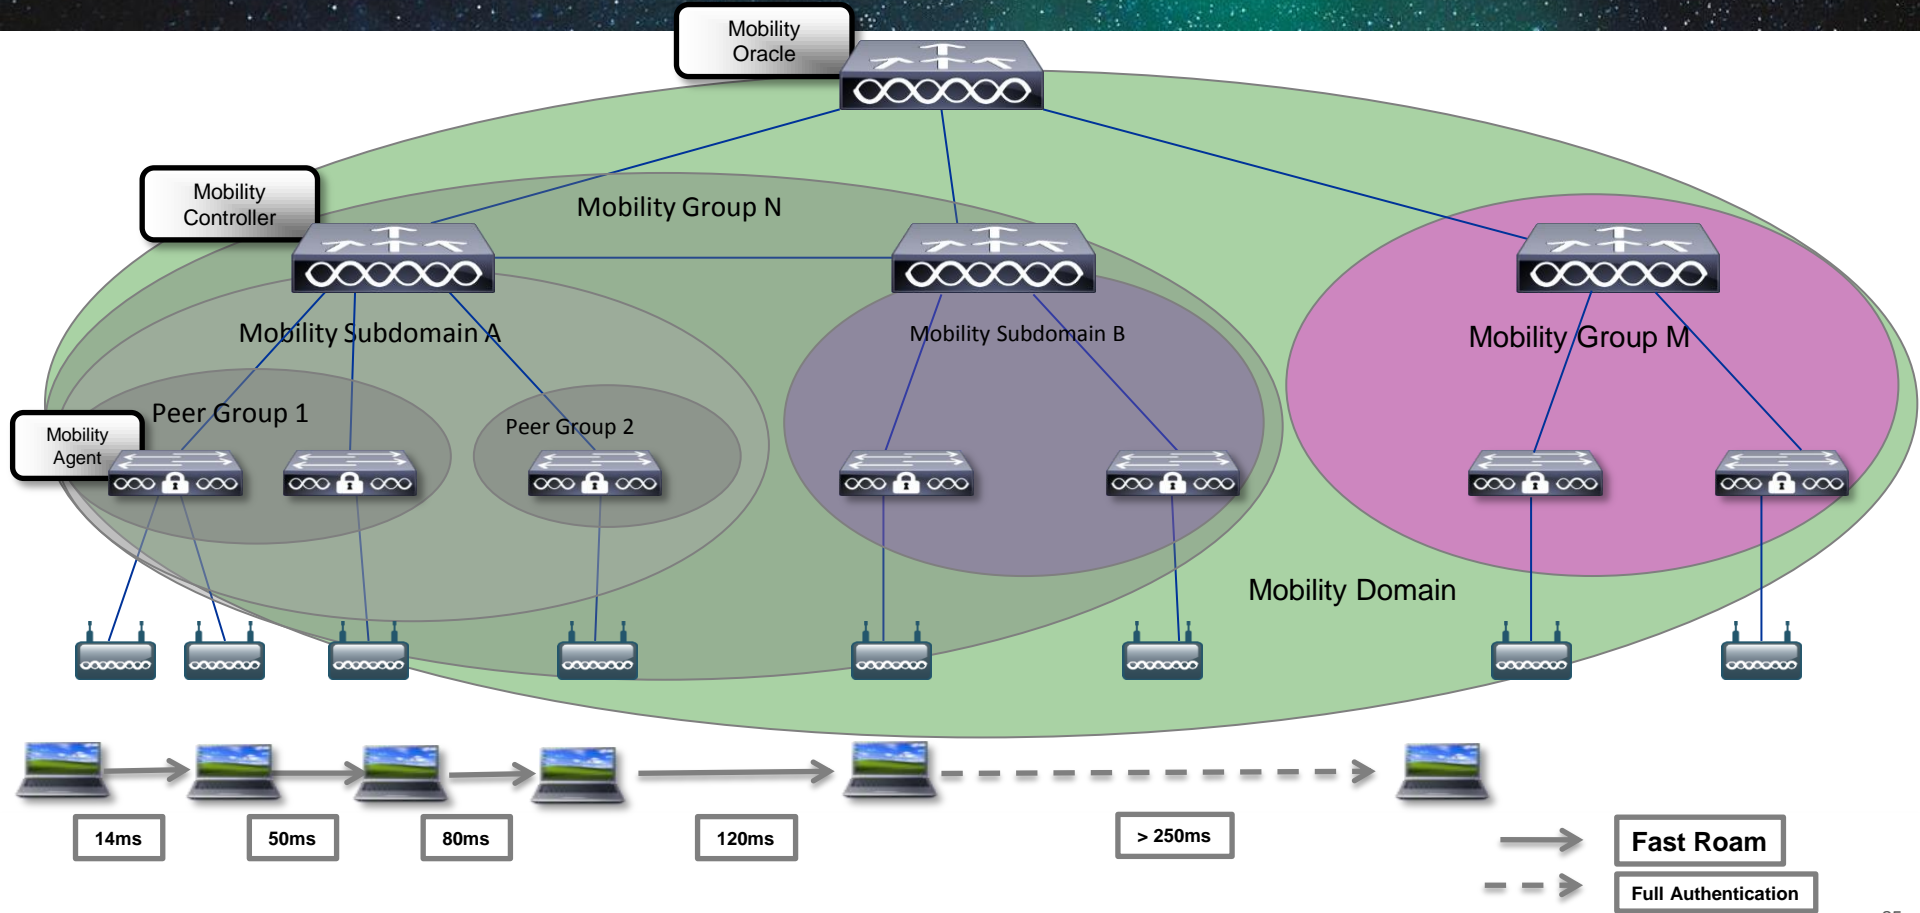 Mobility
Oracle
Mobility
Controller
Mobility Group N
Mobility Subdomain A
Mobility Subdomain B
Mobility Group M
Peer Group 1
Peer Group 2
Mobility
Agent
Mobility Domain
14ms
50ms
80ms
120ms
> 250ms
Fast Roam
Full Authentication